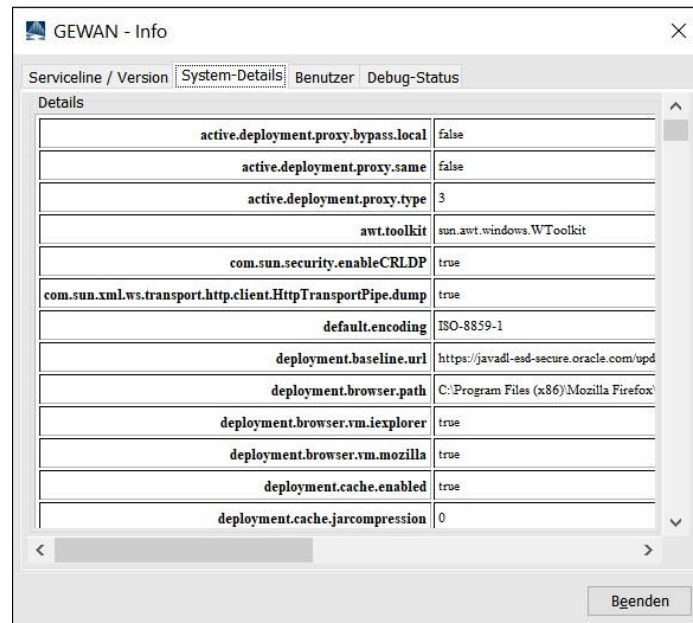 GEWAN - Info
Serviceline / Version System-Details Benutzer Debug-Status
Details
active.deployment.proxy.bypass.local false
active.deployment.proxy.same false
active.deployment.proxy.type 3
awt.toolkit sun.awt.windows.WToolkit
com.sun.security.enableCRLDP true
com.sun.xml.ws.transport.http.client.HttpTransportPipe.dump true
default.encoding ISO-8859-1
deployment.baseline.url https://javadl-esd-secure.oracle.com/upd
deployment.browser.path C:\Program Files (x86)\Mozilla Firefox\
deployment.browser.vm.iexplorer true
deployment.browser.vm.mozilla true
deployment.cache.enabled true
deployment.cache.jarcompression 0
Beenden